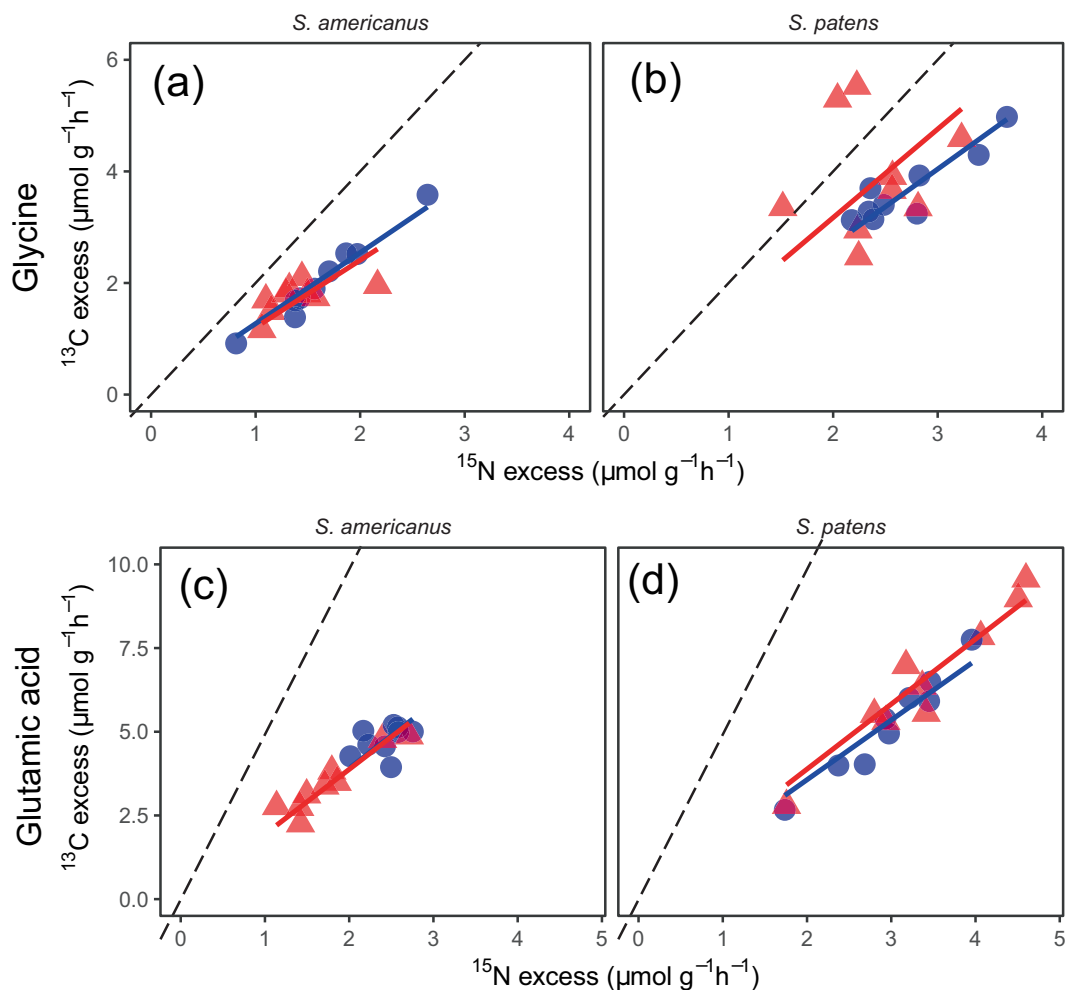 S. americanus
S. patens
(a)
(b)
Glycine
¹³C excess (µmol g⁻¹h⁻¹)
6
4
2
0
0 1 2 3 4
0 1 2 3 4
¹⁵N excess (µmol g⁻¹h⁻¹)
S. americanus
S. patens
(c)
(d)
Glutamic acid
¹³C excess (µmol g⁻¹h⁻¹)
10.0
7.5
5.0
2.5
0.0
0 1 2 3 4 5
0 1 2 3 4 5
¹⁵N excess (µmol g⁻¹h⁻¹)